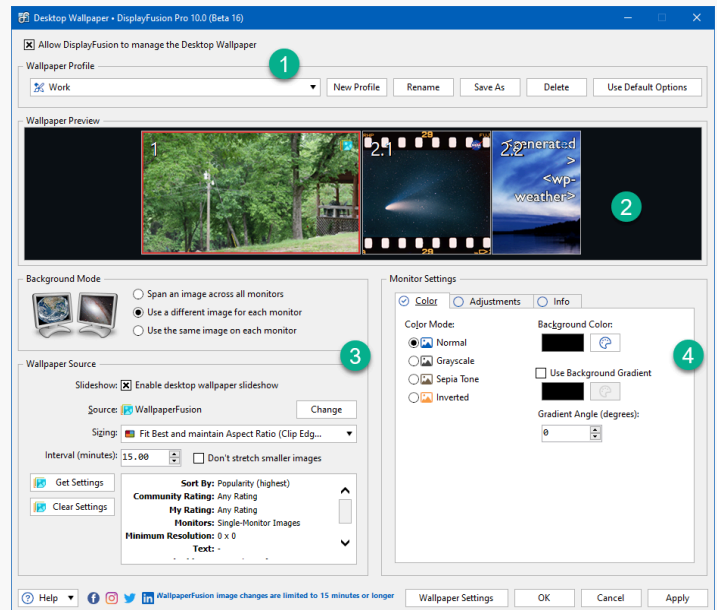 Desktop Wallpaper • DisplayFusion Pro 10.0 (Beta 16)
Allow DisplayFusion to manage the Desktop Wallpaper
1
Wallpaper Profile
Work
New Profile
Rename
Save As
Delete
Use Default Options
Wallpaper Preview
1
2.1
29
29
2.2
<generated
>
<wp-
weather>
2
Background Mode
Span an image across all monitors
Use a different image for each monitor
Use the same image on each monitor
3
Wallpaper Source
Slideshow: Enable desktop wallpaper slideshow
Source: WallpaperFusion
Change
Sizing: Fit Best and maintain Aspect Ratio (Clip Edg...
Interval (minutes): 15.00
Don't stretch smaller images
Get Settings
Clear Settings
Sort By: Popularity (highest)
Community Rating: Any Rating
My Rating: Any Rating
Monitors: Single-Monitor Images
Minimum Resolution: 0 x 0
Text: -
Monitor Settings
Color
Adjustments
Info
Color Mode:
Normal
Grayscale
Sepia Tone
Inverted
Background Color:
Use Background Gradient
Gradient Angle (degrees):
0
4
Help
WallpaperFusion image changes are limited to 15 minutes or longer
Wallpaper Settings
OK
Cancel
Apply